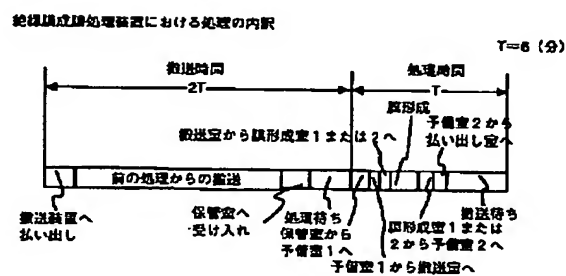 絶縁膜成膜処理装置における処理の内訳
T=6(分)
搬送時間
2T
処理時間
T
膜形成
搬送室から膜形成室1または2へ
予備室2から
払い出し室へ
前の処理からの搬送
搬送装置へ
払い出し
保管室へ
受け入れ
処理待ち
保管室から
予備室1へ
予備室1から搬送室へ
膜形成室1または
2から予備室2へ
搬送待ち